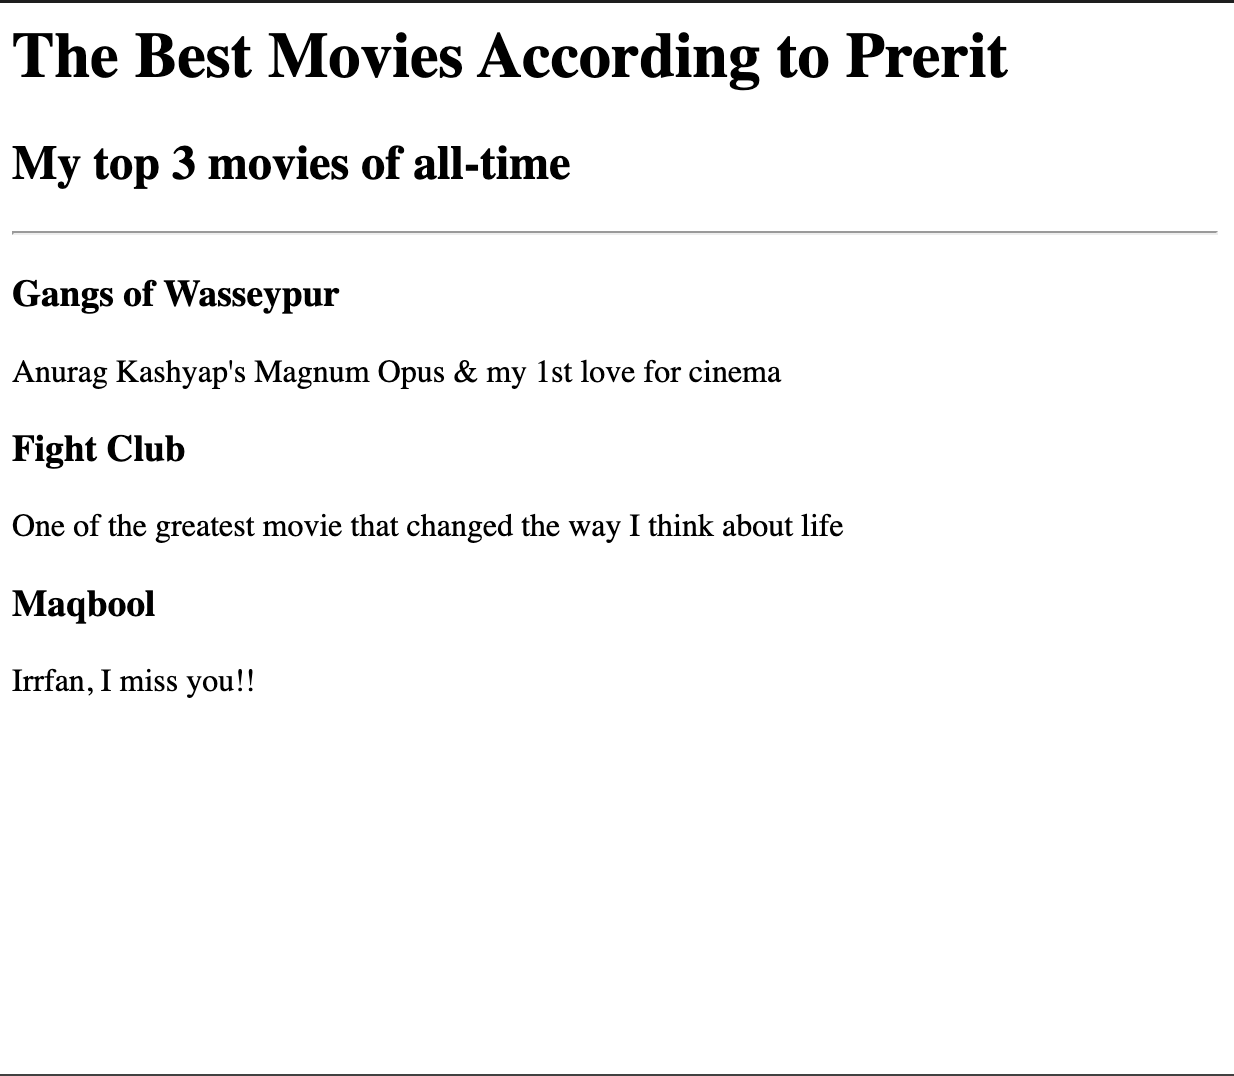 The Best Movies According to Prerit
My top 3 movies of all-time
Gangs of Wasseypur
Anurag Kashyap's Magnum Opus & my 1st love for cinema
Fight Club
One of the greatest movie that changed the way I think about life
Maqbool
Irrfan, I miss you!!